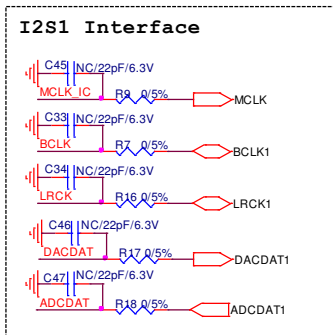 I2S1 Interface
C45 NC/22pF/6.3V
MCLK_IC R9 0/5% MCLK
C33 NC/22pF/6.3V
BCLK R7 0/5% BCLK1
C34 NC/22pF/6.3V
LRCK R16 0/5% LRCK1
C46 NC/22pF/6.3V
DACDAT R17 0/5% DACDAT1
C47 NC/22pF/6.3V
ADCDAT R18 0/5% ADCDAT1